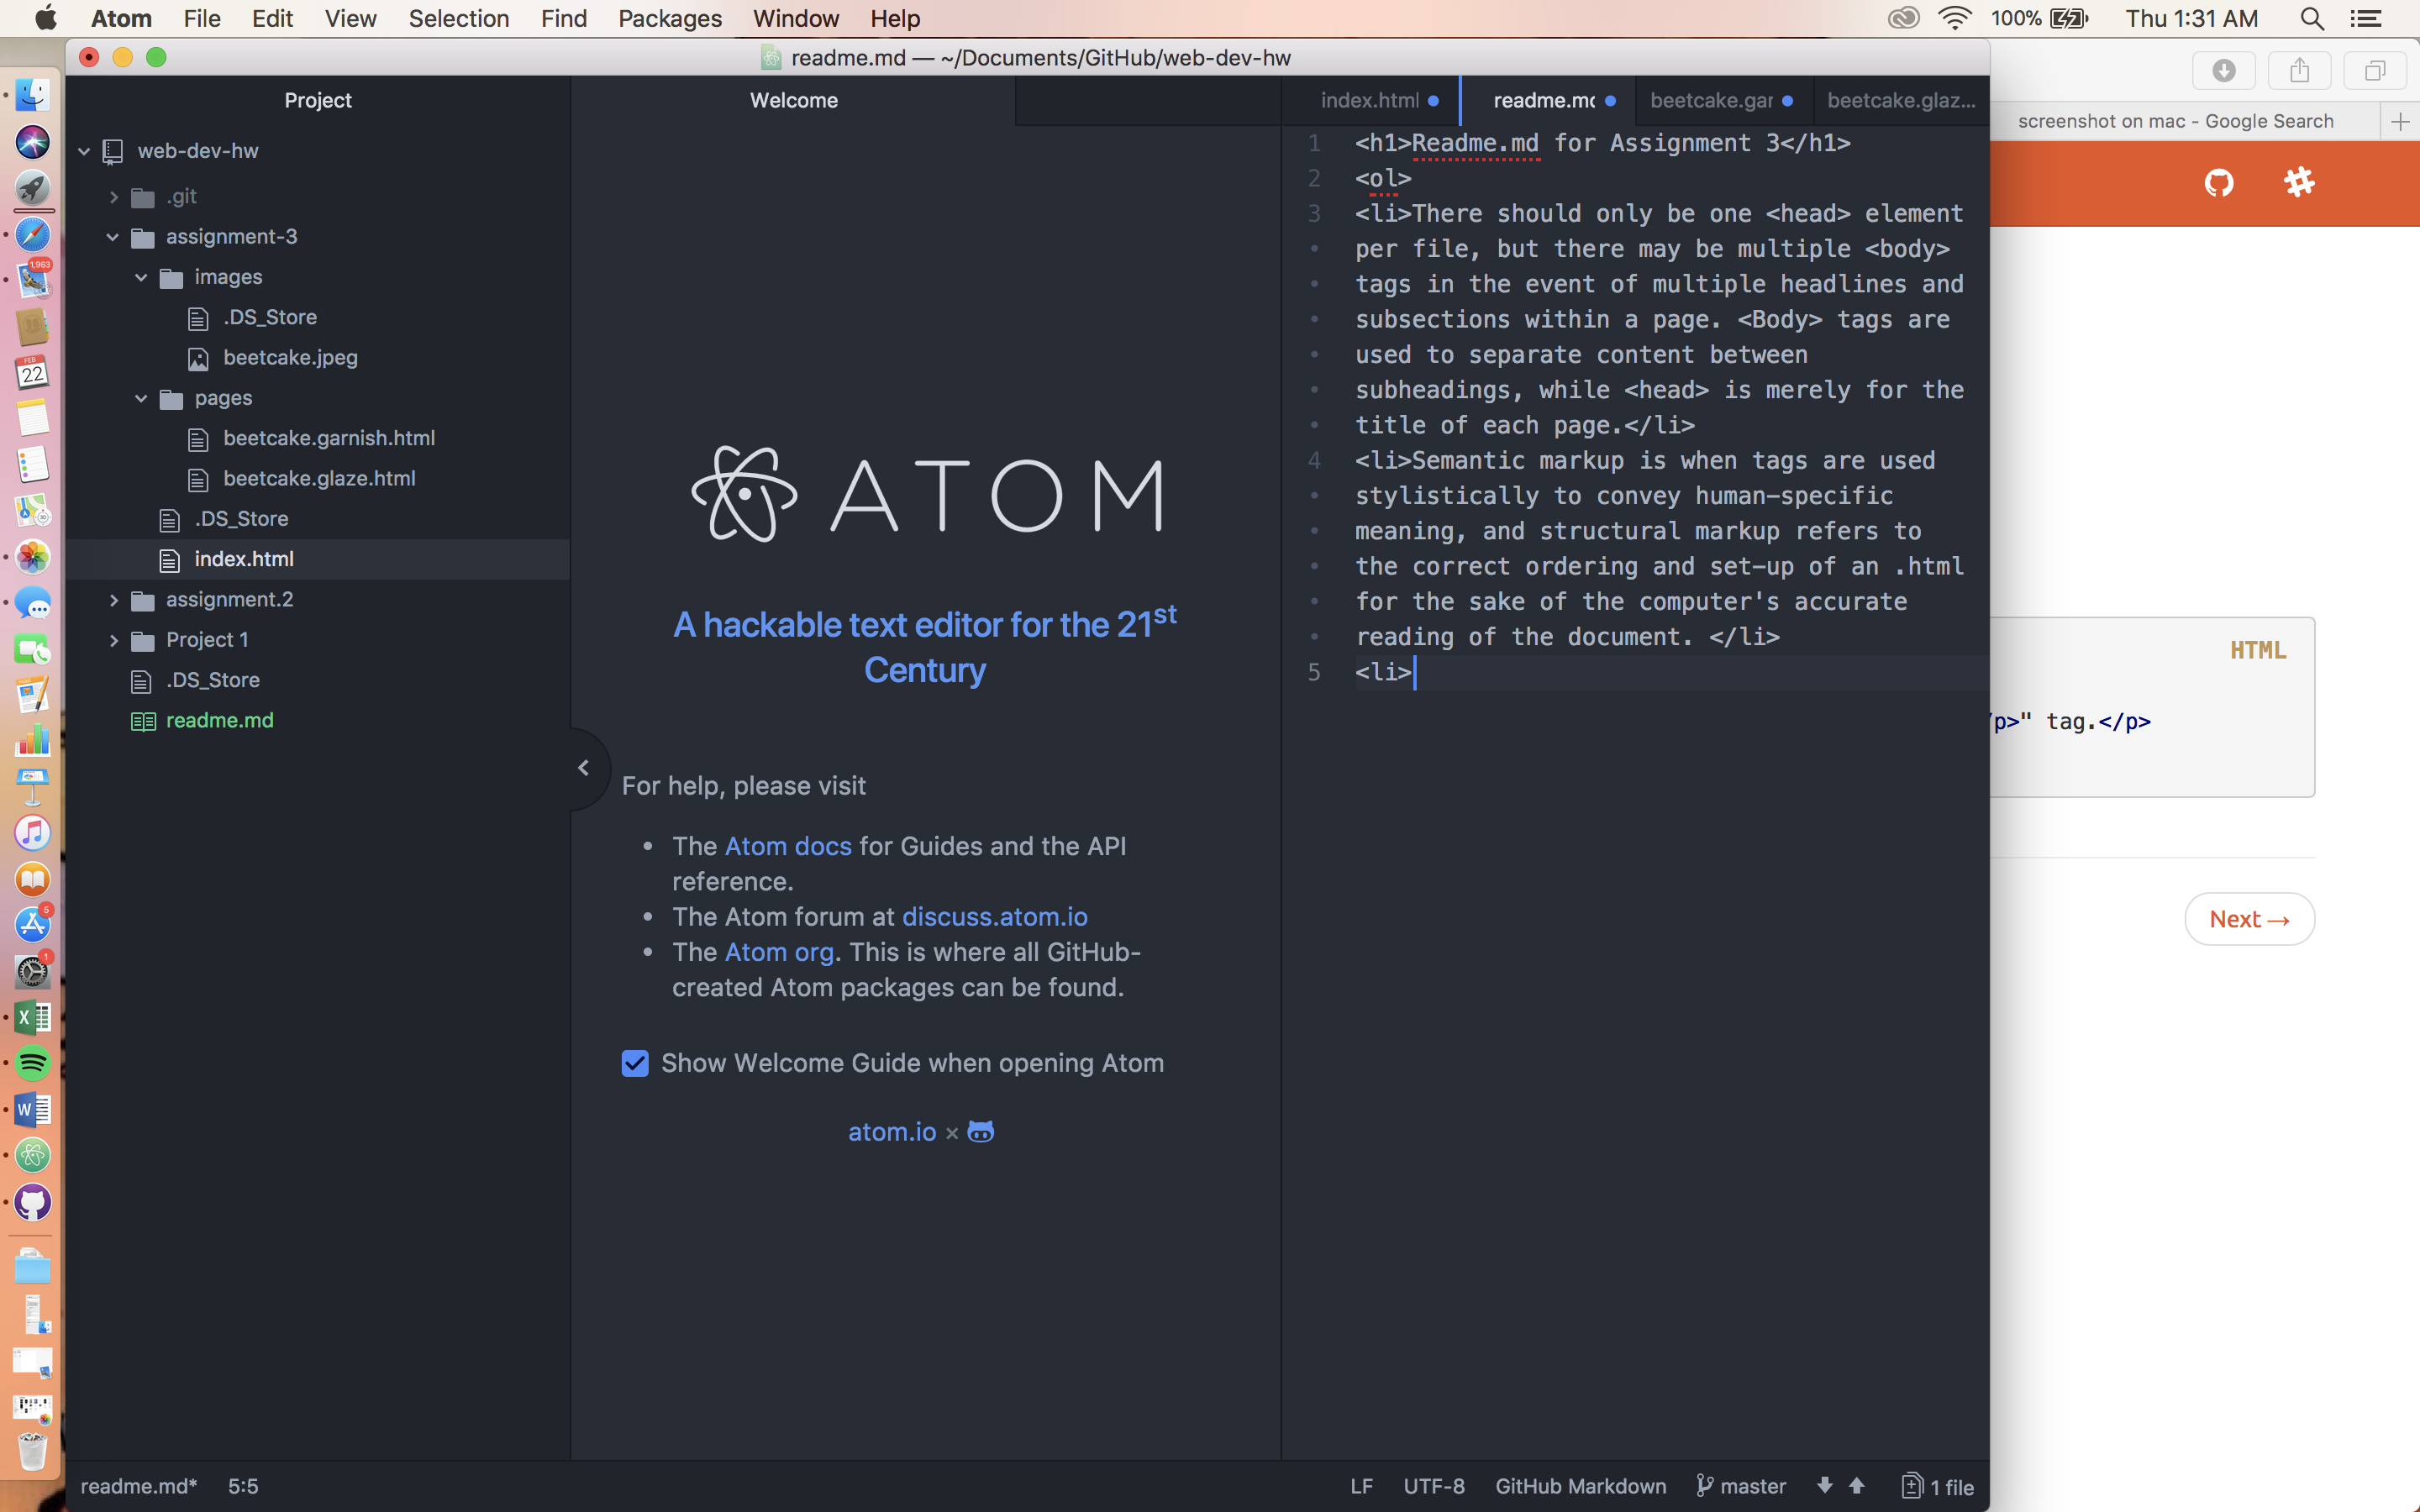 Atom File Edit View Selection Find Packages Window Help
100% Thu 1:31 AM
readme.md — ~/Documents/GitHub/web-dev-hw
Project
web-dev-hw
.git
assignment-3
images
.DS_Store
beetcake.jpeg
pages
beetcake.garnish.html
beetcake.glaze.html
.DS_Store
index.html
assignment.2
Project 1
.DS_Store
readme.md
Welcome
ATOM
A hackable text editor for the 21st
Century
For help, please visit
• The Atom docs for Guides and the API
reference.
• The Atom forum at discuss.atom.io
• The Atom org. This is where all GitHub-
created Atom packages can be found.
Show Welcome Guide when opening Atom
atom.io ×
index.html readme.mc beetcake.gar beetcake.glaz...
1 <h1>Readme.md for Assignment 3</h1>
2 <ol>
3 <li>There should only be one <head> element
• per file, but there may be multiple <body>
• tags in the event of multiple headlines and
• subsections within a page. <Body> tags are
• used to separate content between
• subheadings, while <head> is merely for the
• title of each page.</li>
4 <li>Semantic markup is when tags are used
• stylistically to convey human-specific
• meaning, and structural markup refers to
• the correct ordering and set-up of an .html
• for the sake of the computer's accurate
• reading of the document. </li>
5 <li>
readme.md* 5:5
LF UTF-8 GitHub Markdown master 1 file
screenshot on mac - Google Search
HTML
/p>" tag.</p>
Next →
1,963
FEB
22
5
1
X
W